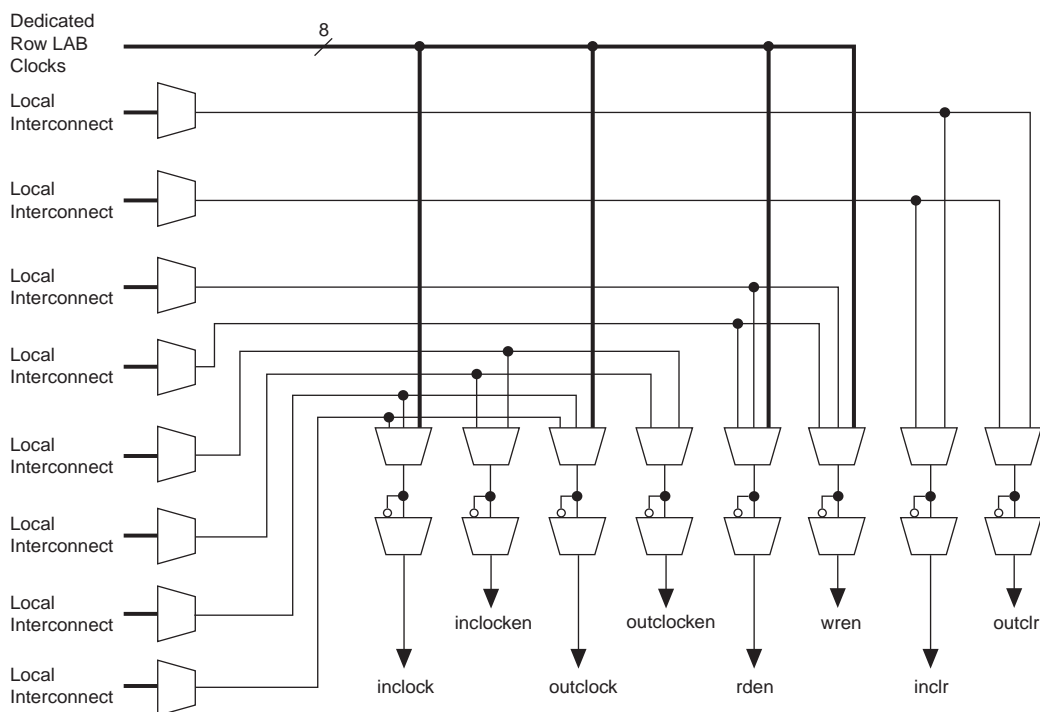 Dedicated
Row LAB
Clocks
8
Local
Interconnect
Local
Interconnect
Local
Interconnect
Local
Interconnect
Local
Interconnect
Local
Interconnect
Local
Interconnect
Local
Interconnect
inclocken
outclocken
wren
outclr
inclock
outclock
rden
inclr